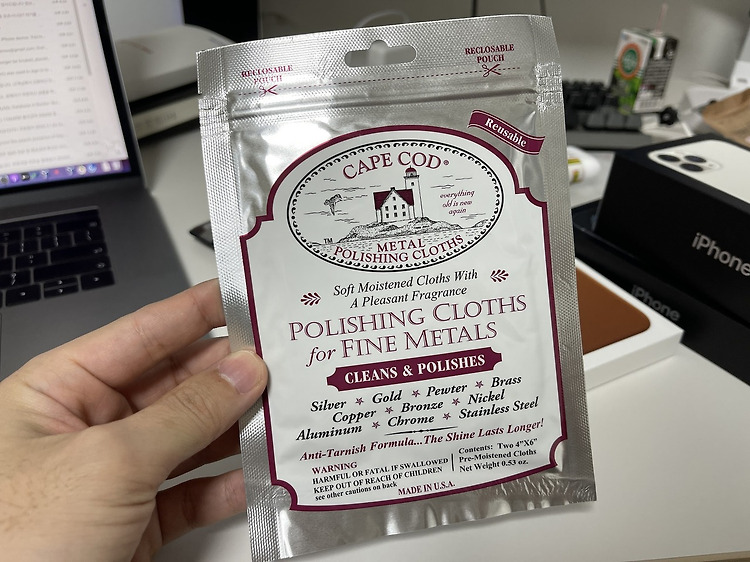 RECLOSABLE
POUCH
RECLOSABLE
POUCH
Reusable
CAPE COD®
everything
old is new
again
TM
METAL
POLISHING CLOTHS
Soft Moistened Cloths With
A Pleasant Fragrance
POLISHING CLOTHS
for FINE METALS
CLEANS & POLISHES
Silver Gold Pewter Brass
Copper Bronze Nickel
Aluminum Chrome Stainless Steel
Anti-Tarnish Formula...The Shine Lasts Longer!
WARNING
HARMFUL OR FATAL IF SWALLOWED
KEEP OUT OF REACH OF CHILDREN
see other cautions on back
Contents: Two 4"X6"
Pre-Moistened Cloths
Net Weight 0.53 oz.
MADE IN U.S.A.
iPhone
iPhone